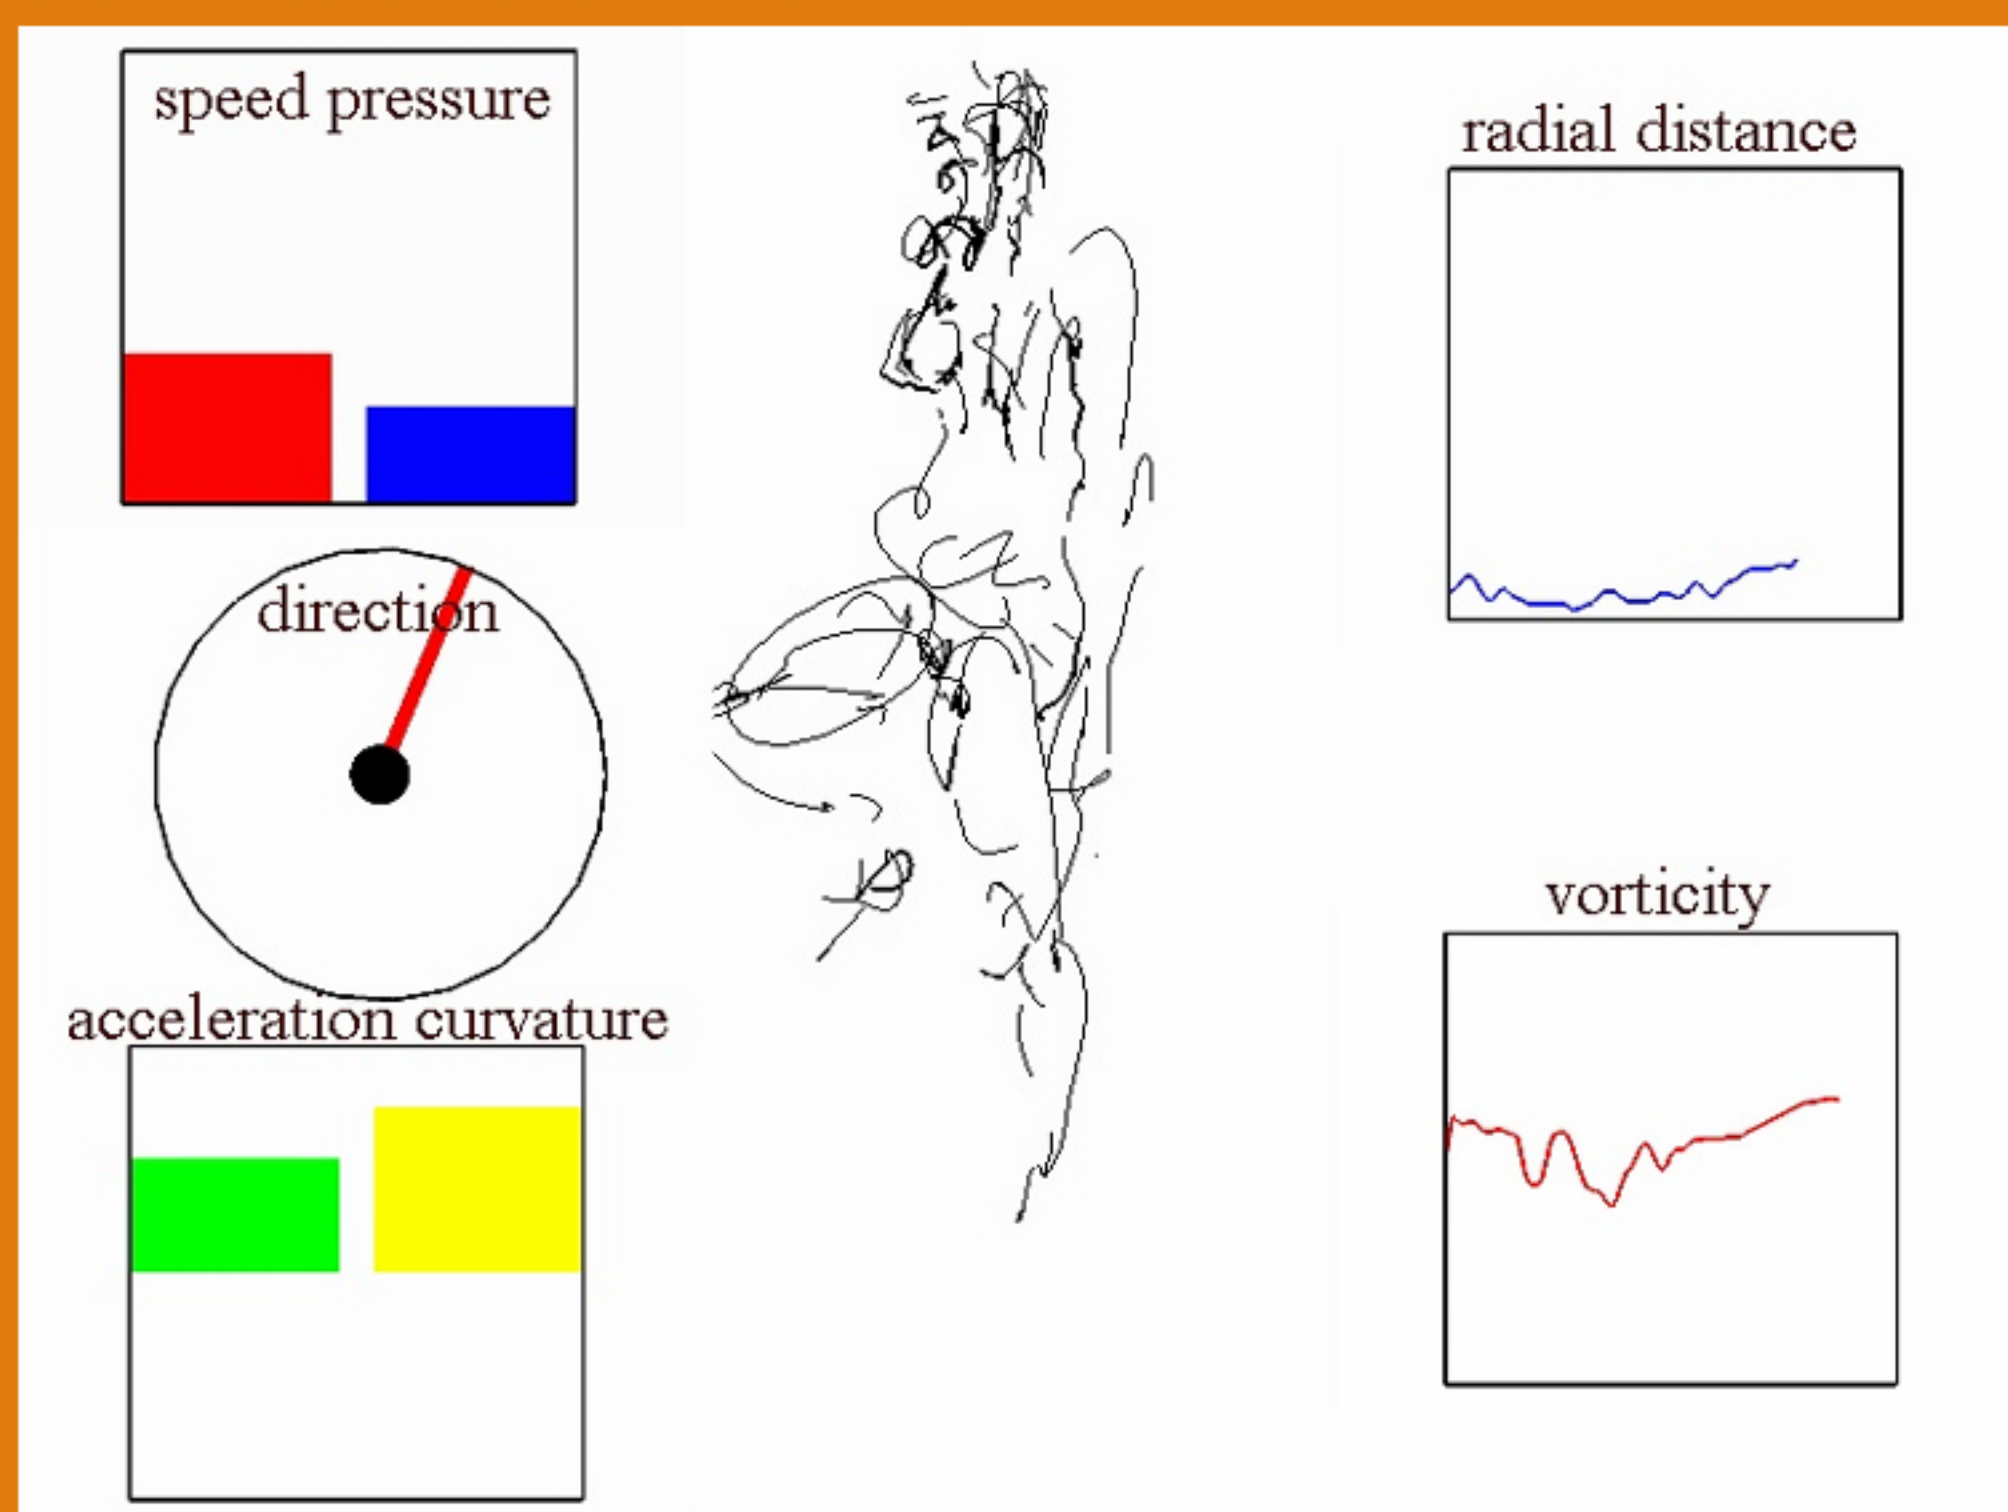 speed pressure
direction
acceleration curvature
radial distance
vorticity